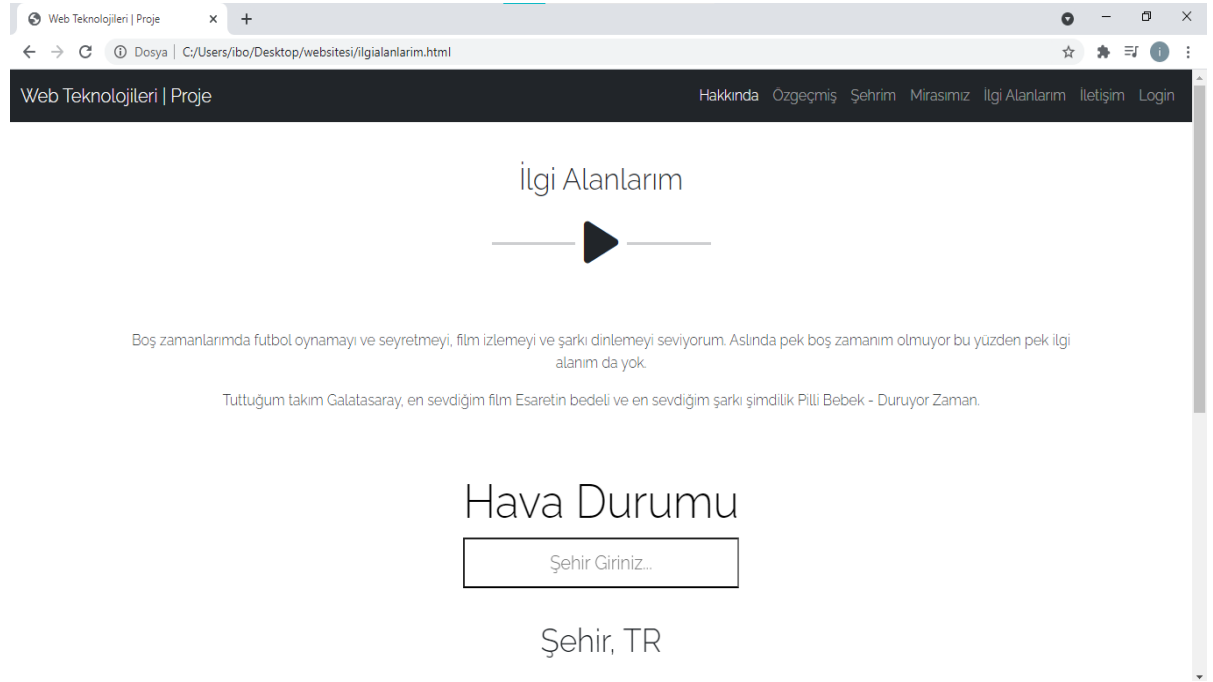 Web Teknolojileri | Proje
Dosya | C:/Users/ibo/Desktop/websitesi/ilgialanlarim.html
i
Web Teknolojileri | Proje
Hakkında Özgeçmiş Şehrim Mirasımız İlgi Alanlarım İletişim Login
İlgi Alanlarım
Boş zamanlarımda futbol oynamayı ve seyretmeyi, film izlemeyi ve şarkı dinlemeyi seviyorum. Aslında pek boş zamanım olmuyor bu yüzden pek ilgi
alanım da yok.
Tuttuğum takım Galatasaray, en sevdiğim film Esaretin bedeli ve en sevdiğim şarkı şimdilik Pilli Bebek - Duruyor Zaman.
Hava Durumu
Şehir Giriniz...
Şehir, TR